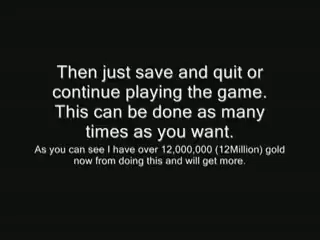 Then just save and quit or
continue playing the game.
This can be done as many
times as you want.
As you can see I have over 12,000,000 (12Million) gold
now from doing this and will get more.